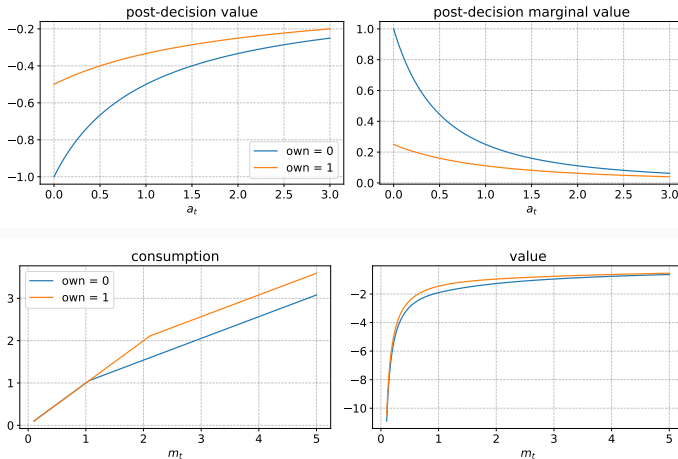 post-decision value
−0.2
−0.4
−0.6
−0.8
−1.0
0.0 0.5 1.0 1.5 2.0 2.5 3.0
a_t
own = 0
own = 1
post-decision marginal value
1.0
0.8
0.6
0.4
0.2
0.0
0.0 0.5 1.0 1.5 2.0 2.5 3.0
a_t
own = 0
own = 1
consumption
own = 0
own = 1
3
2
1
0
0 1 2 3 4 5
m_t
value
−2
−4
−6
−8
−10
0 1 2 3 4 5
m_t